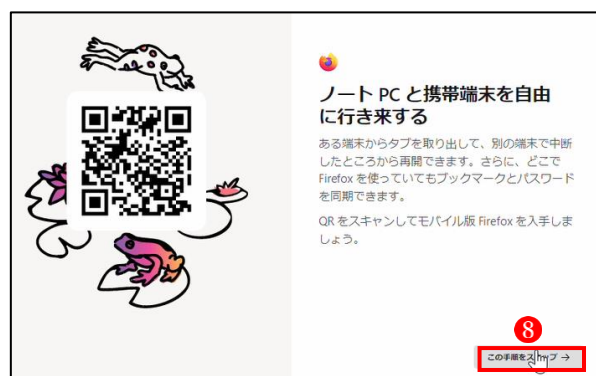 ノート PC と携帯端末を自由
に行き来する
ある端末からタブを取り出して、別の端末で中断
したところから再開できます。さらに、どこで
Firefox を使っていてもブックマークとパスワード
を同期できます。
QR をスキャンしてモバイル版 Firefox を入手しま
しょう。
8
この手順をスキップ →